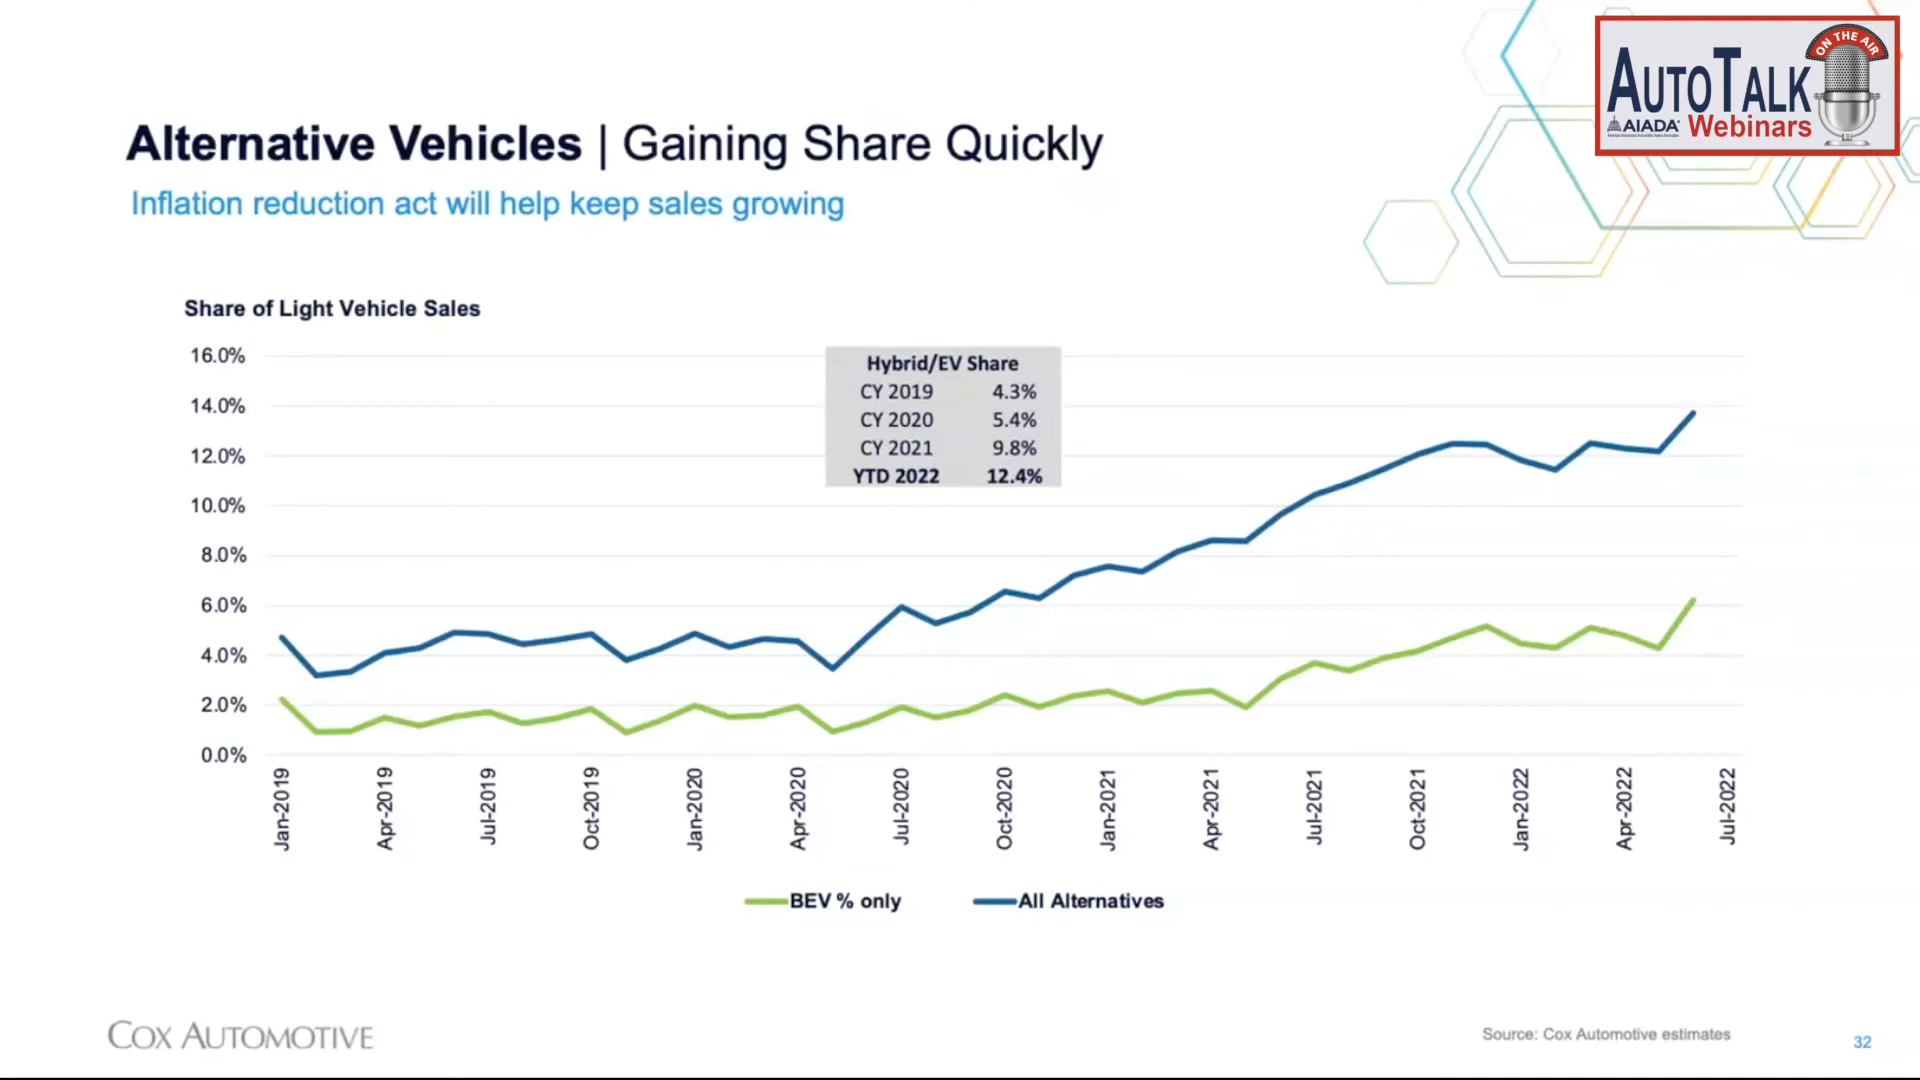 ON THE AIR
AUTOTALK
AIADA Webinars
Alternative Vehicles | Gaining Share Quickly
Inflation reduction act will help keep sales growing
Share of Light Vehicle Sales
16.0%
14.0%
12.0%
10.0%
8.0%
6.0%
4.0%
2.0%
0.0%
Hybrid/EV Share
CY 2019 4.3%
CY 2020 5.4%
CY 2021 9.8%
YTD 2022 12.4%
Jan-2019
Apr-2019
Jul-2019
Oct-2019
Jan-2020
Apr-2020
Jul-2020
Oct-2020
Jan-2021
Apr-2021
Jul-2021
Oct-2021
Jan-2022
Apr-2022
Jul-2022
BEV % only
All Alternatives
COX AUTOMOTIVE
Source: Cox Automotive estimates
32